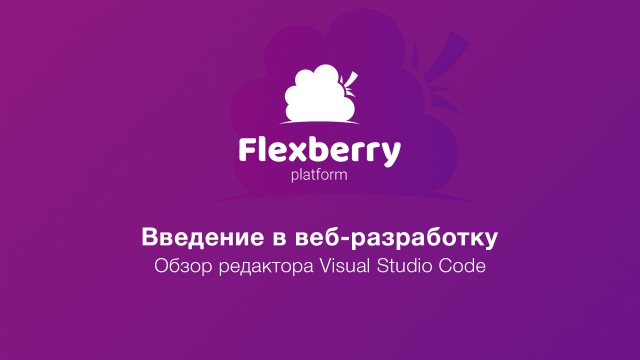 Flexberry
platform
Введение в веб-разработку
Обзор редактора Visual Studio Code